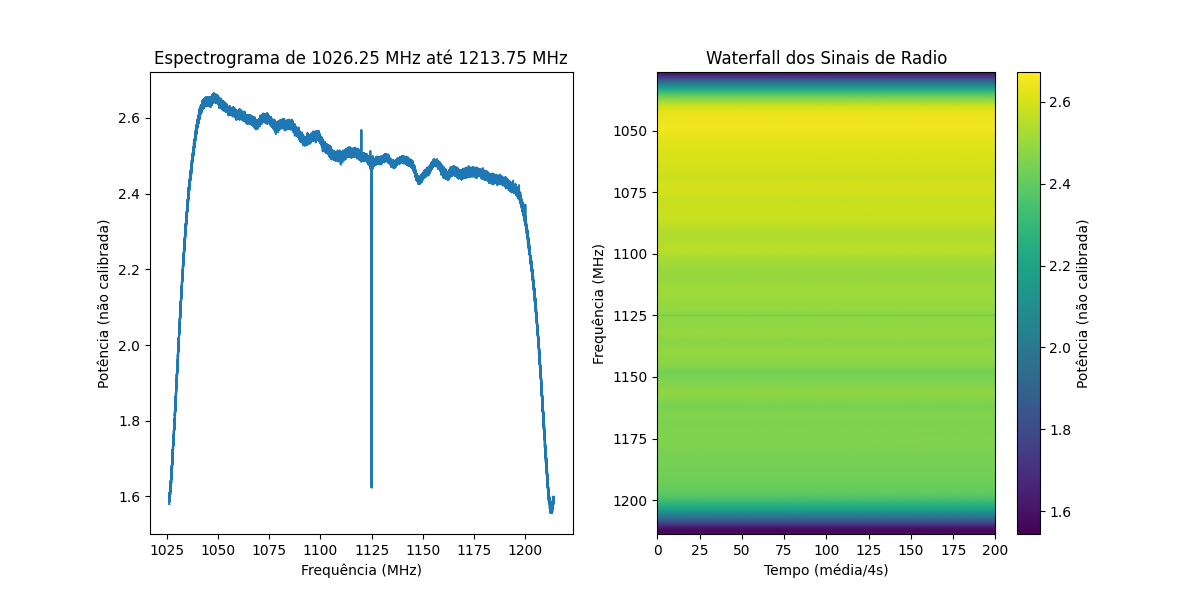 Espectrograma de 1026.25 MHz até 1213.75 MHz
Potência (não calibrada)
2.6
2.4
2.2
2.0
1.8
1.6
1025 1050 1075 1100 1125 1150 1175 1200
Frequência (MHz)
Waterfall dos Sinais de Radio
Frequência (MHz)
1050
1075
1100
1125
1150
1175
1200
0 25 50 75 100 125 150 175 200
Tempo (média/4s)
2.6
2.4
2.2
2.0
1.8
1.6
Potência (não calibrada)